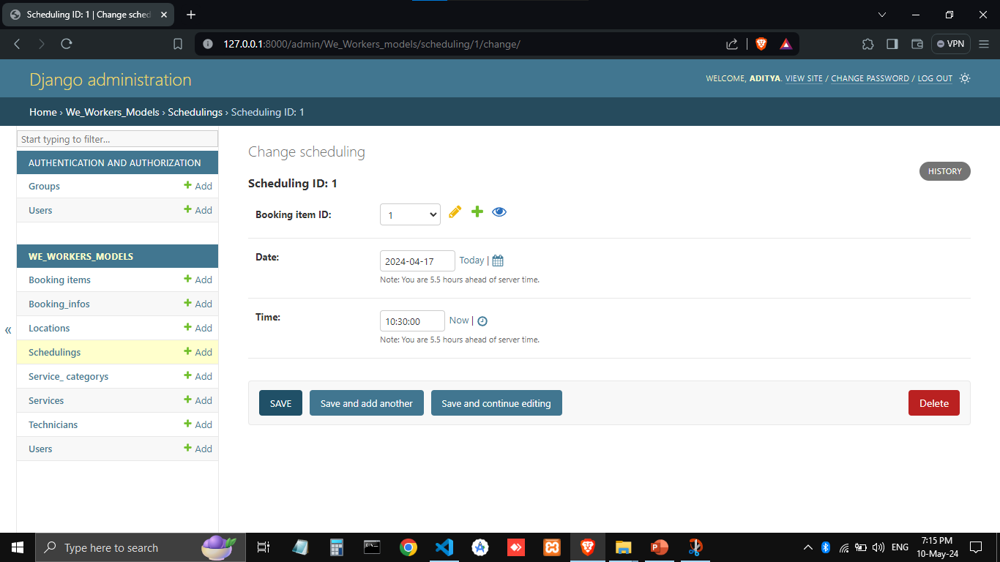 Scheduling ID: 1 | Change sched
127.0.0.1:8000/admin/We_Workers_models/scheduling/1/change/
VPN
Django administration
WELCOME, ADITYA. VIEW SITE / CHANGE PASSWORD / LOG OUT
Home › We_Workers_Models › Schedulings › Scheduling ID: 1
Start typing to filter...
AUTHENTICATION AND AUTHORIZATION
Groups + Add
Users + Add
WE_WORKERS_MODELS
Booking items + Add
Booking_infos + Add
Locations + Add
Schedulings + Add
Service_ categorys + Add
Services + Add
Technicians + Add
Users + Add
«
Change scheduling
HISTORY
Scheduling ID: 1
Booking item ID: 1
Date: 2024-04-17 Today |
Note: You are 5.5 hours ahead of server time.
Time: 10:30:00 Now |
Note: You are 5.5 hours ahead of server time.
SAVE Save and add another Save and continue editing Delete
Type here to search
ENG
7:15 PM
10-May-24